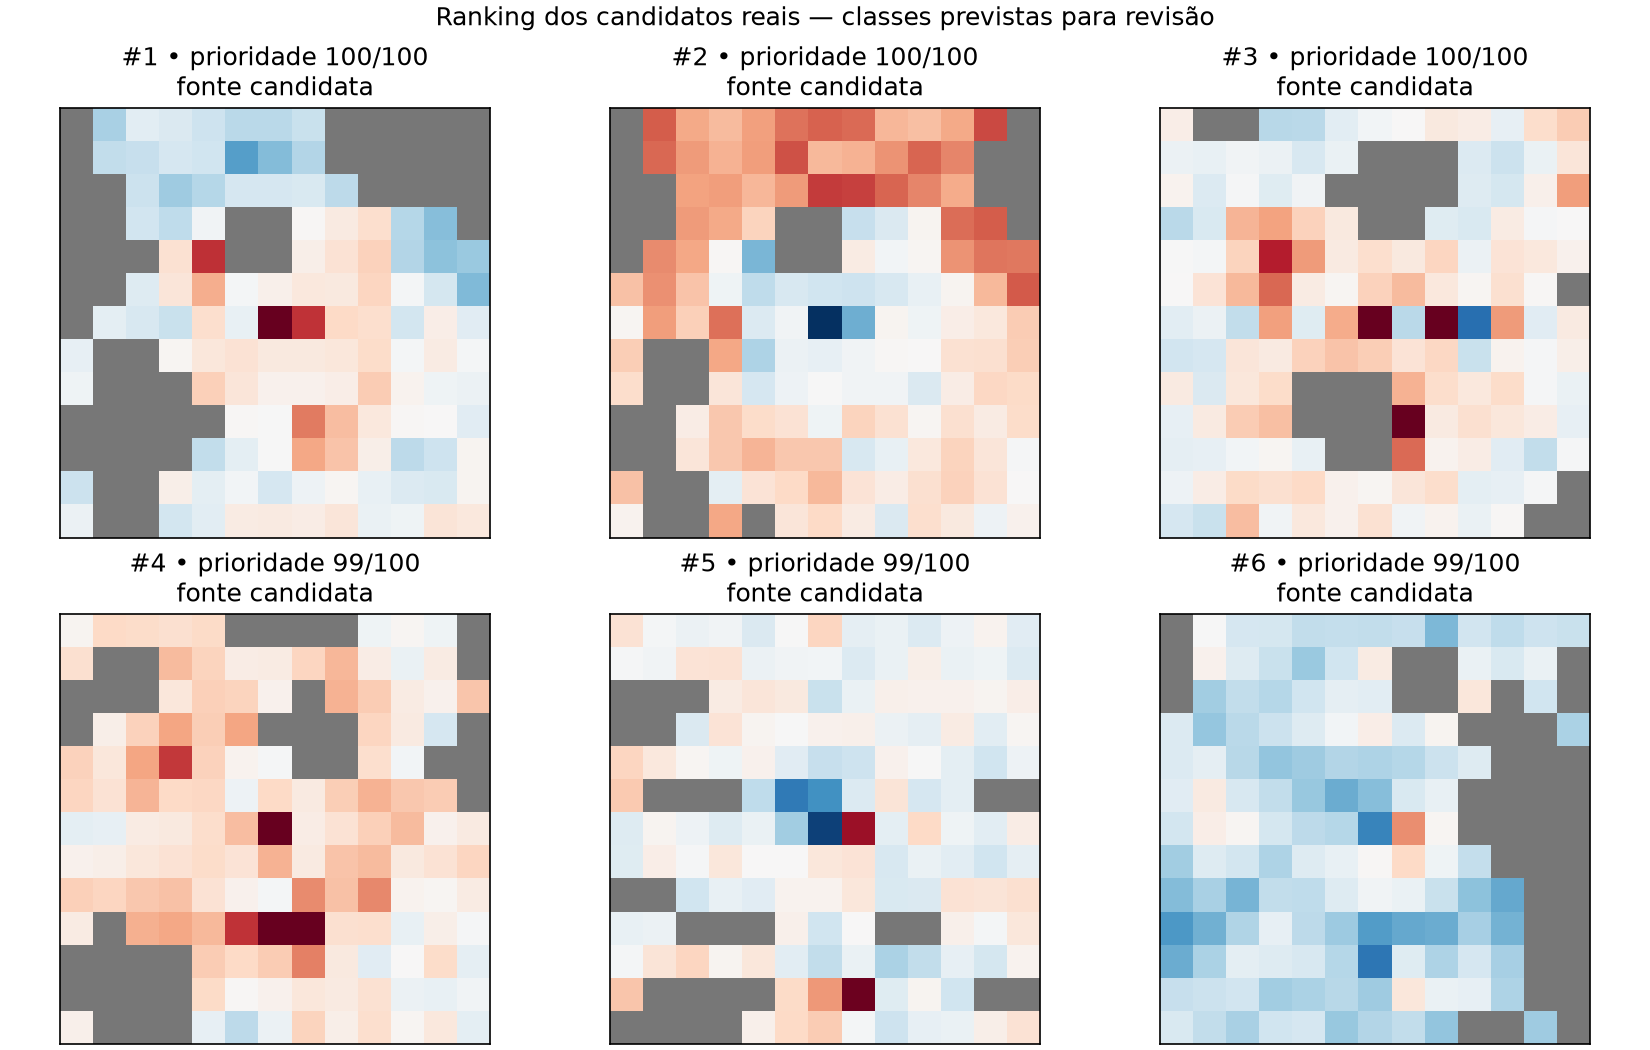 Ranking dos candidatos reais — classes previstas para revisão
#1 • prioridade 100/100
fonte candidata
#2 • prioridade 100/100
fonte candidata
#3 • prioridade 100/100
fonte candidata
#4 • prioridade 99/100
fonte candidata
#5 • prioridade 99/100
fonte candidata
#6 • prioridade 99/100
fonte candidata